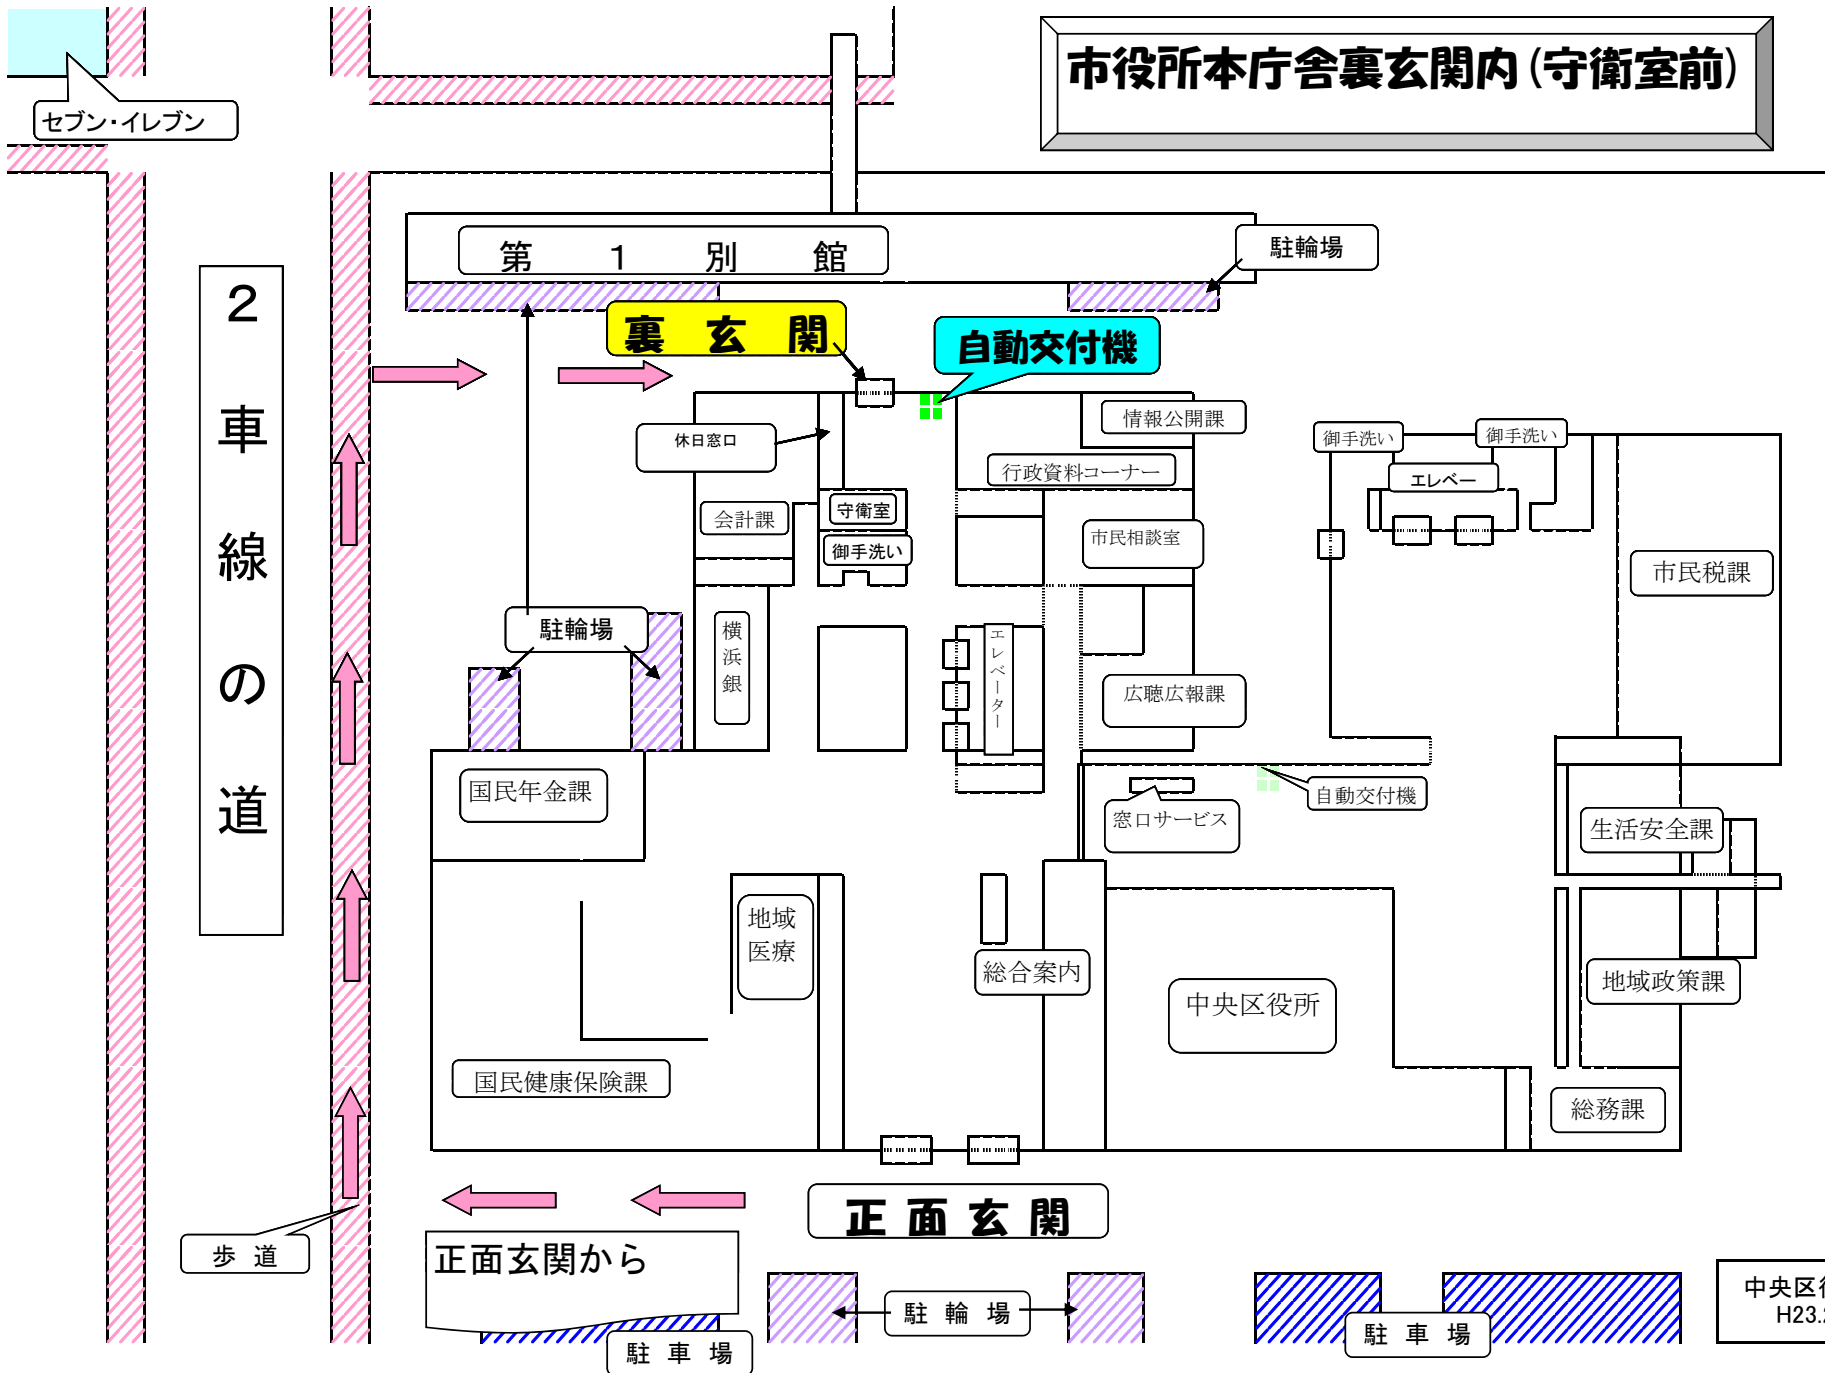 市役所本庁舎裏玄関内(守衛室前)
セブン・イレブン
第 1 別 館
駐輪場
2車線の道
裏 玄 関
自動交付機
情報公開課
休日窓口
行政資料コーナー
御手洗い
御手洗い
エレベー
会計課
守衛室
御手洗い
市民相談室
市民税課
駐輪場
横浜銀
エレベーター
広聴広報課
国民年金課
窓口サービス
自動交付機
生活安全課
地域
医療
総合案内
中央区役所
地域政策課
国民健康保険課
総務課
正 面 玄 関
歩 道
正面玄関から
駐 輪 場
駐 車 場
駐 車 場
中央区
H23.